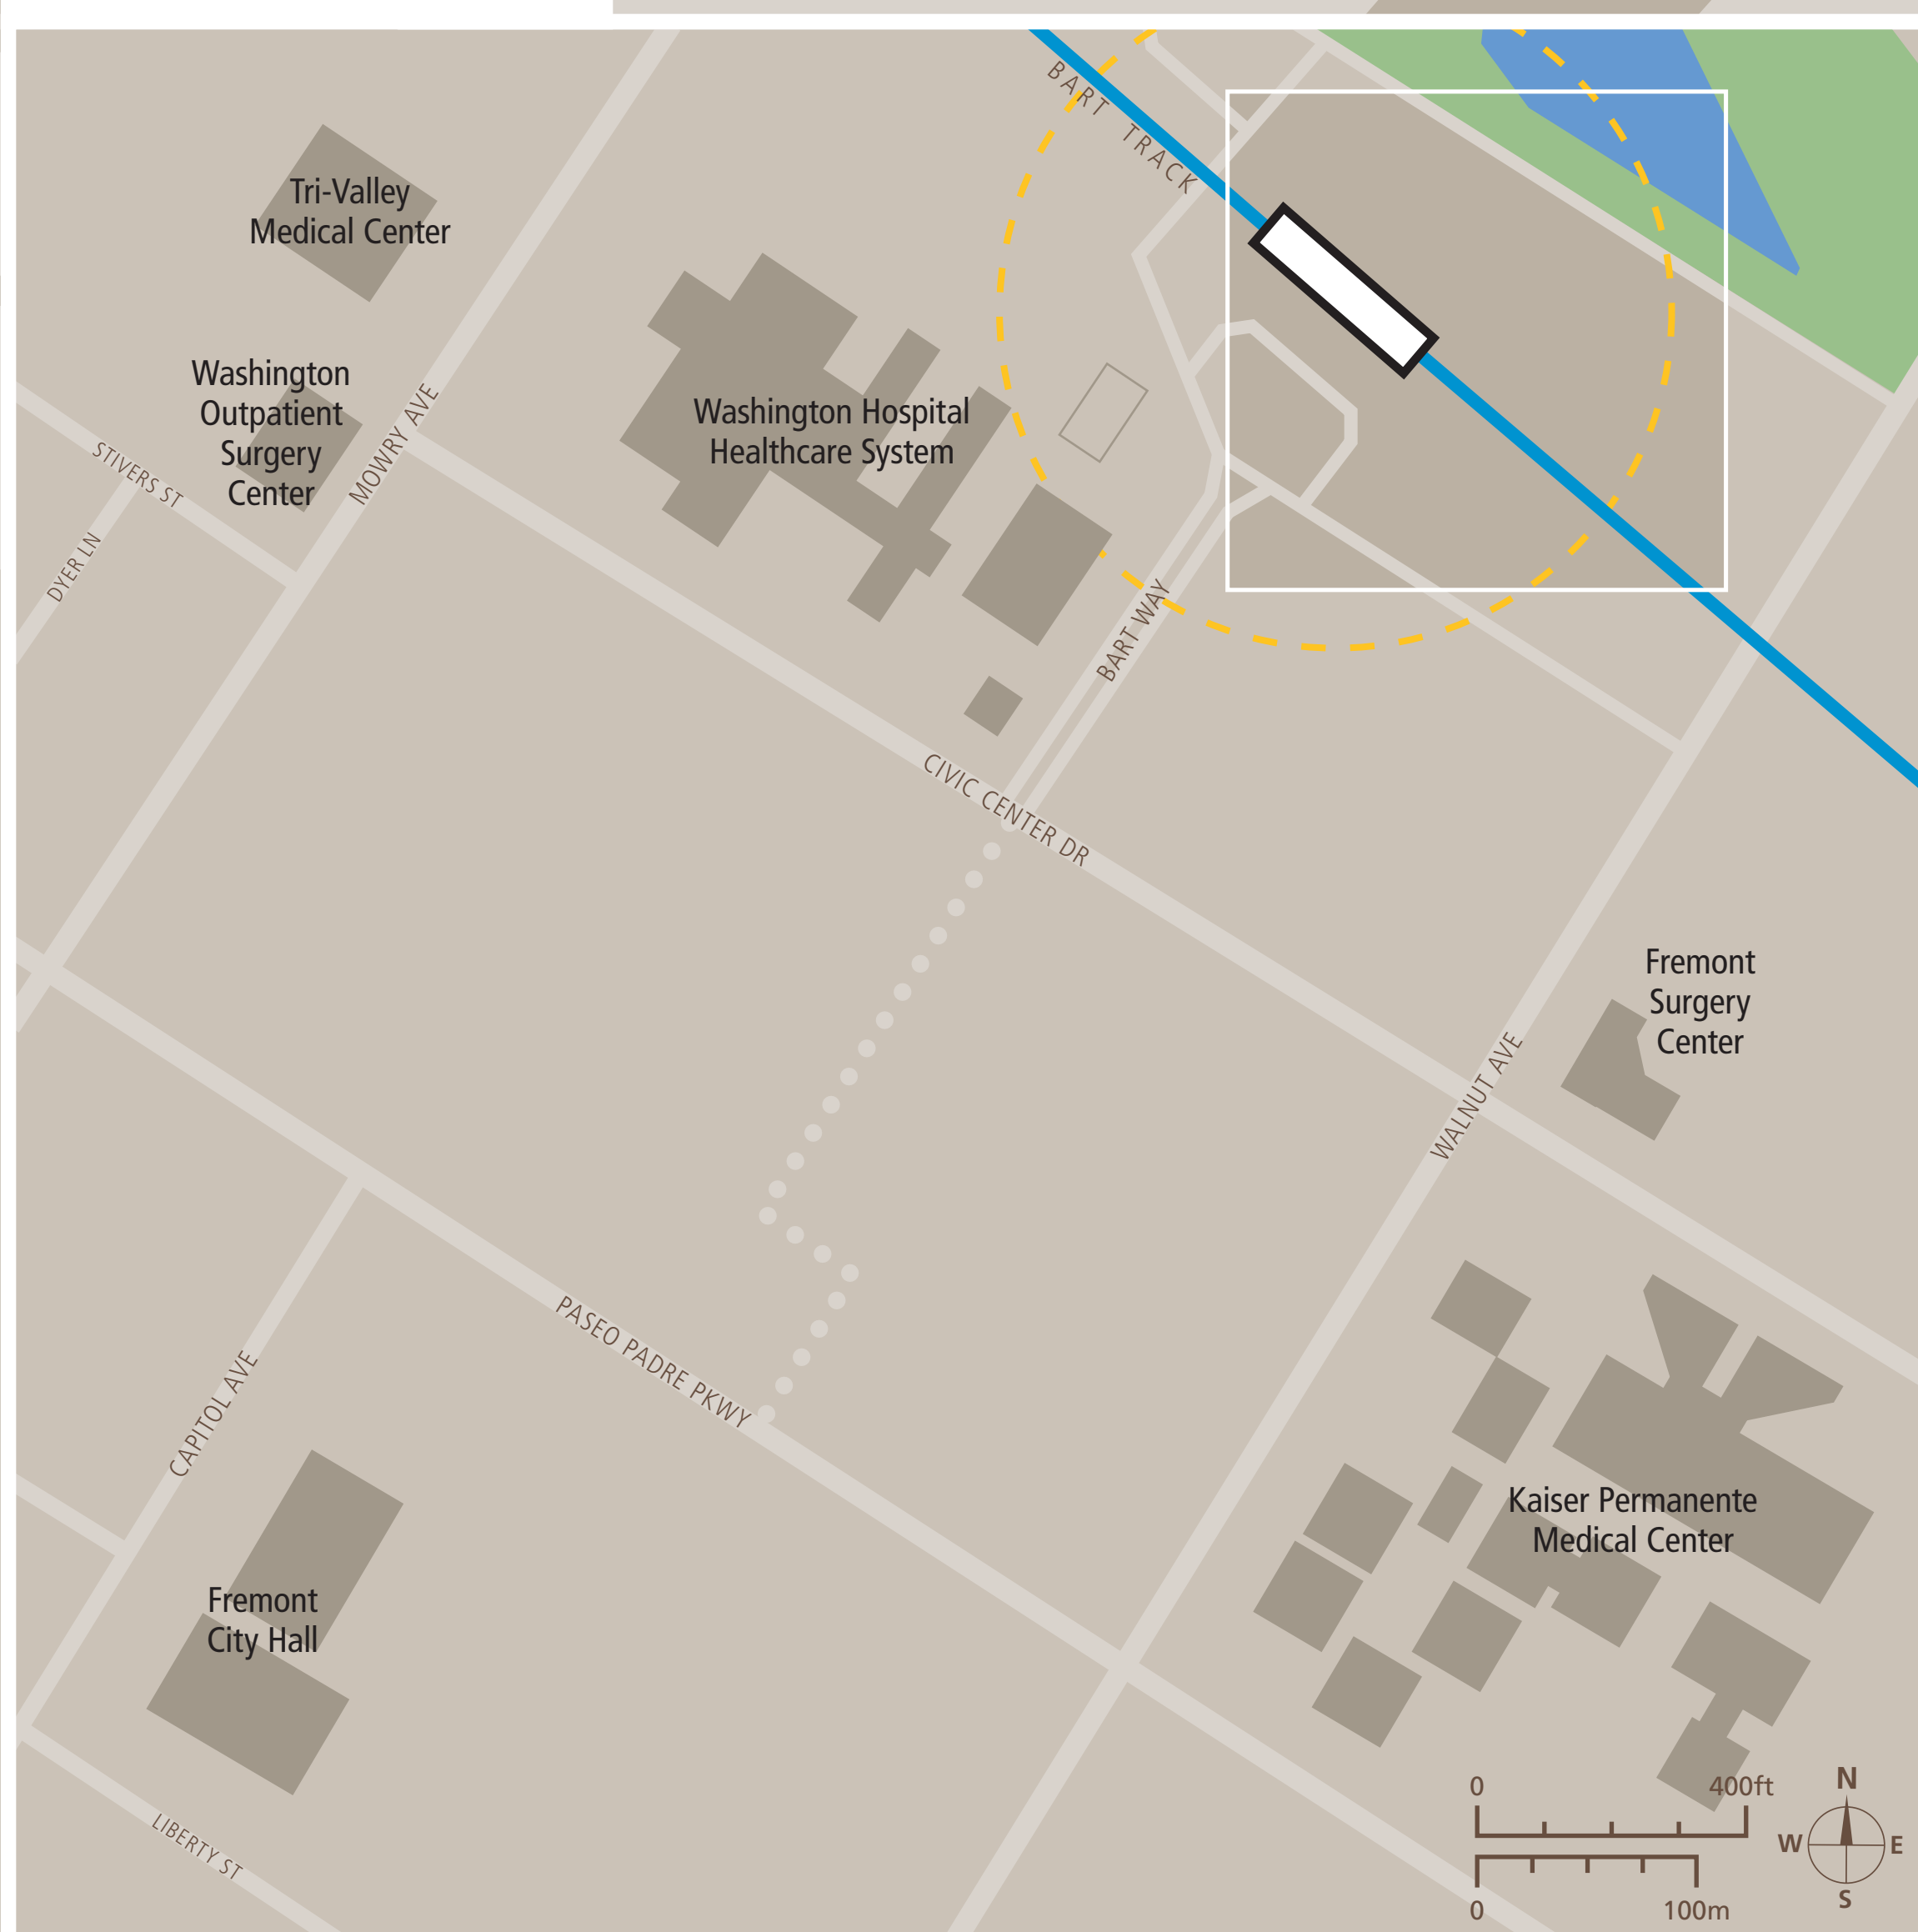 BART TRACK
Tri-Valley
Medical Center
Washington
Outpatient
Surgery
Center
MOWRY AVE
STIVERS ST
DYER LN
Washington Hospital
Healthcare System
BART WAY
CIVIC CENTER DR
Fremont
Surgery
Center
WALNUT AVE
PASEO PADRE PKWY
CAPITOL AVE
Kaiser Permanente
Medical Center
Fremont
City Hall
LIBERTY ST
0 400ft
0 100m
N
W E
S